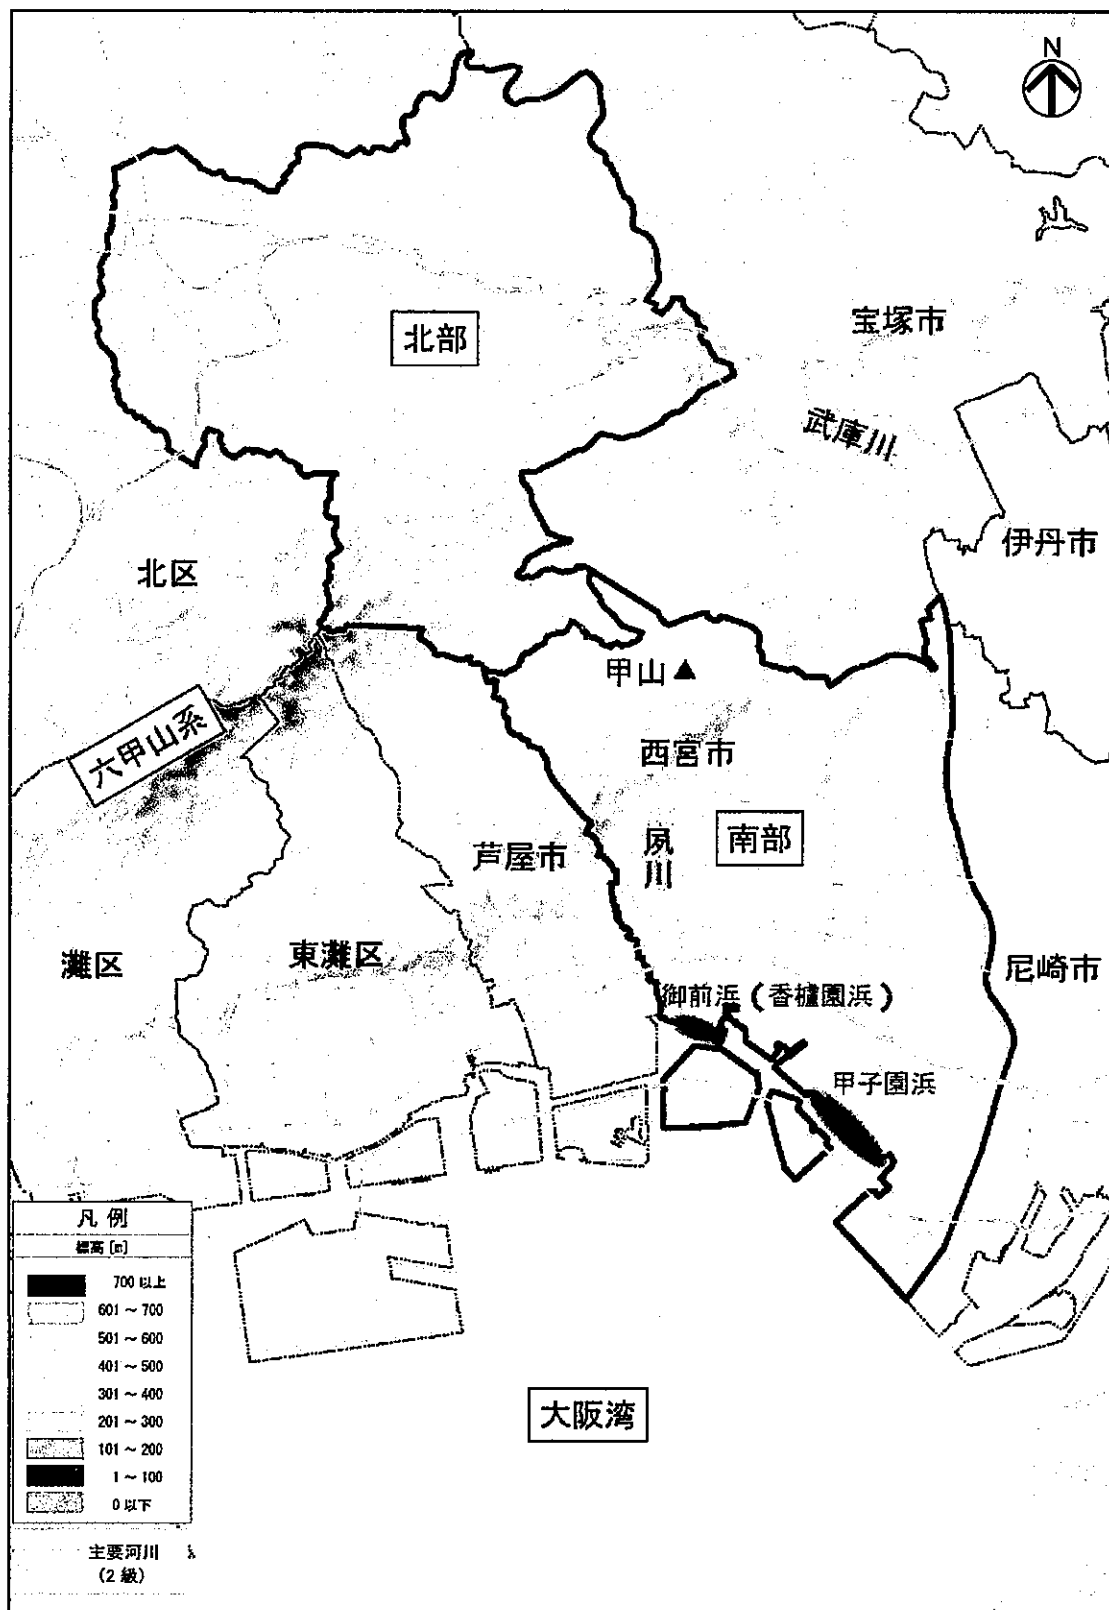 N
宝塚市
北部
武庫川
伊丹市
北区
甲山▲
六甲山系
西宮市
南部
夙川
芦屋市
東灘区
灘区
尼崎市
御前浜(香櫨園浜)
甲子園浜
凡例
標高[m]
700以上
601～700
501～600
401～500
301～400
201～300
101～200
1～100
0以下
大阪湾
主要河川
(2級)